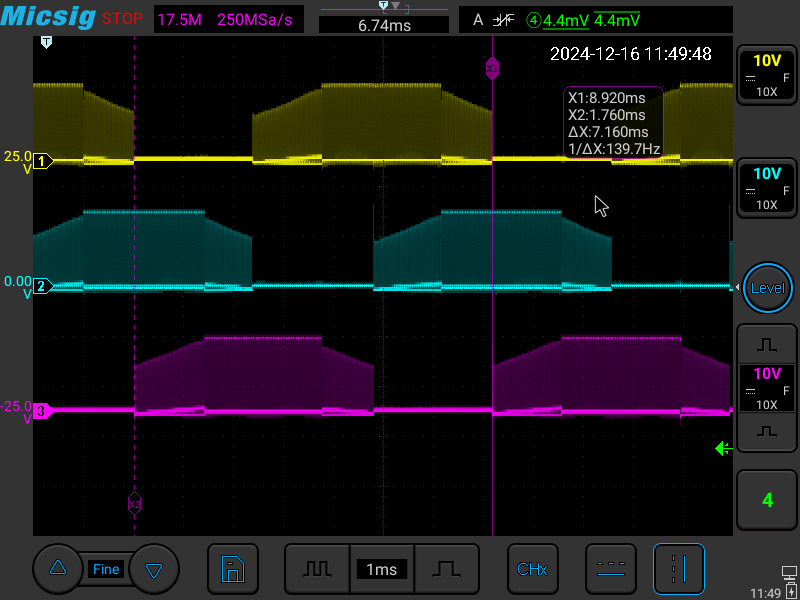 Micsig STOP 17.5M 250MSa/s 6.74ms A ④4.4mV 4.4mV
T
T
2024-12-16 11:49:48
X1
X1:8.920ms
X2:1.760ms
ΔX:7.160ms
1/ΔX:139.7Hz
10V
F
10X
25.0
V
1
10V
F
10X
0.00
V
2
Level
10V
F
10X
-25.0
V
3
X2
4
Fine
1ms
CHx
11:49